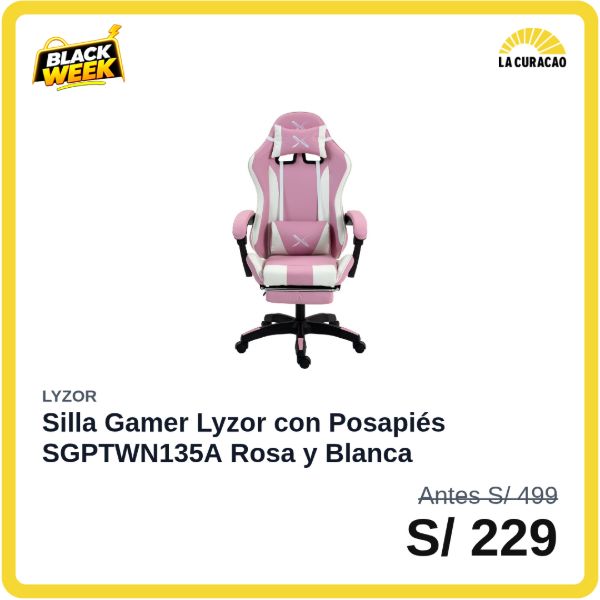 BLACK
WEEK
LA CURACAO
LYZOR
Silla Gamer Lyzor con Posapiés
SGPTWN135A Rosa y Blanca
Antes S/ 499
S/ 229